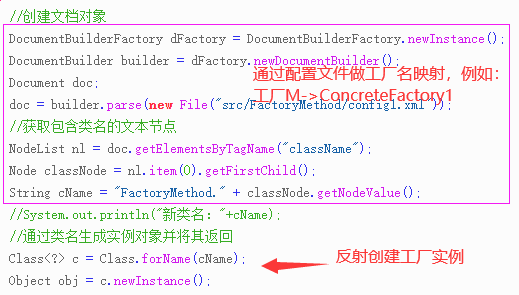 //创建文档对象
DocumentBuilderFactory dFactory = DocumentBuilderFactory.newInstance();
DocumentBuilder builder = dFactory.newDocumentBuilder();
Document doc;
通过配置文件做工厂名映射，例如：
工厂M->ConcreteFactory1
doc = builder.parse(new File("src/FactoryMethod/config1.xml"));
//获取包含类名的文本节点
NodeList nl = doc.getElementsByTagName("className");
Node classNode = nl.item(0).getFirstChild();
String cName = "FactoryMethod." + classNode.getNodeValue();
//System.out.println("新类名："+cName);
//通过类名生成实例对象并将其返回
Class<?> c = Class.forName(cName);
反射创建工厂实例
Object obj = c.newInstance();